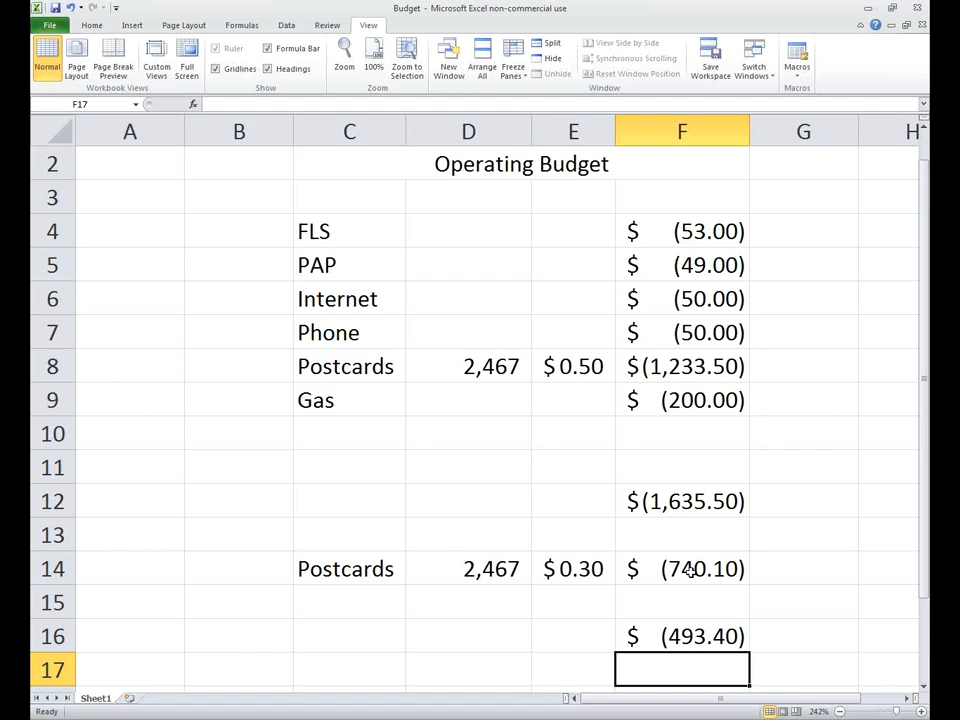 Budget - Microsoft Excel non-commercial use
File Home Insert Page Layout Formulas Data Review View
Normal Page Layout Page Break Preview Custom Views Full Screen
Workbook Views
Ruler Formula Bar
Gridlines Headings
Show
Zoom 100% Zoom to Selection
Zoom
New Window Arrange All Freeze Panes
Split
Hide
Unhide
View Side by Side
Synchronous Scrolling
Reset Window Position
Window
Save Workspace Switch Windows
Macros
Macros
F17 fx
A B C D E F G H
2 Operating Budget
3
4 FLS $ (53.00)
5 PAP $ (49.00)
6 Internet $ (50.00)
7 Phone $ (50.00)
8 Postcards 2,467 $ 0.50 $ (1,233.50)
9 Gas $ (200.00)
10
11
12 $ (1,635.50)
13
14 Postcards 2,467 $ 0.30 $ (740.10)
15
16 $ (493.40)
17
Sheet1
Ready 242%